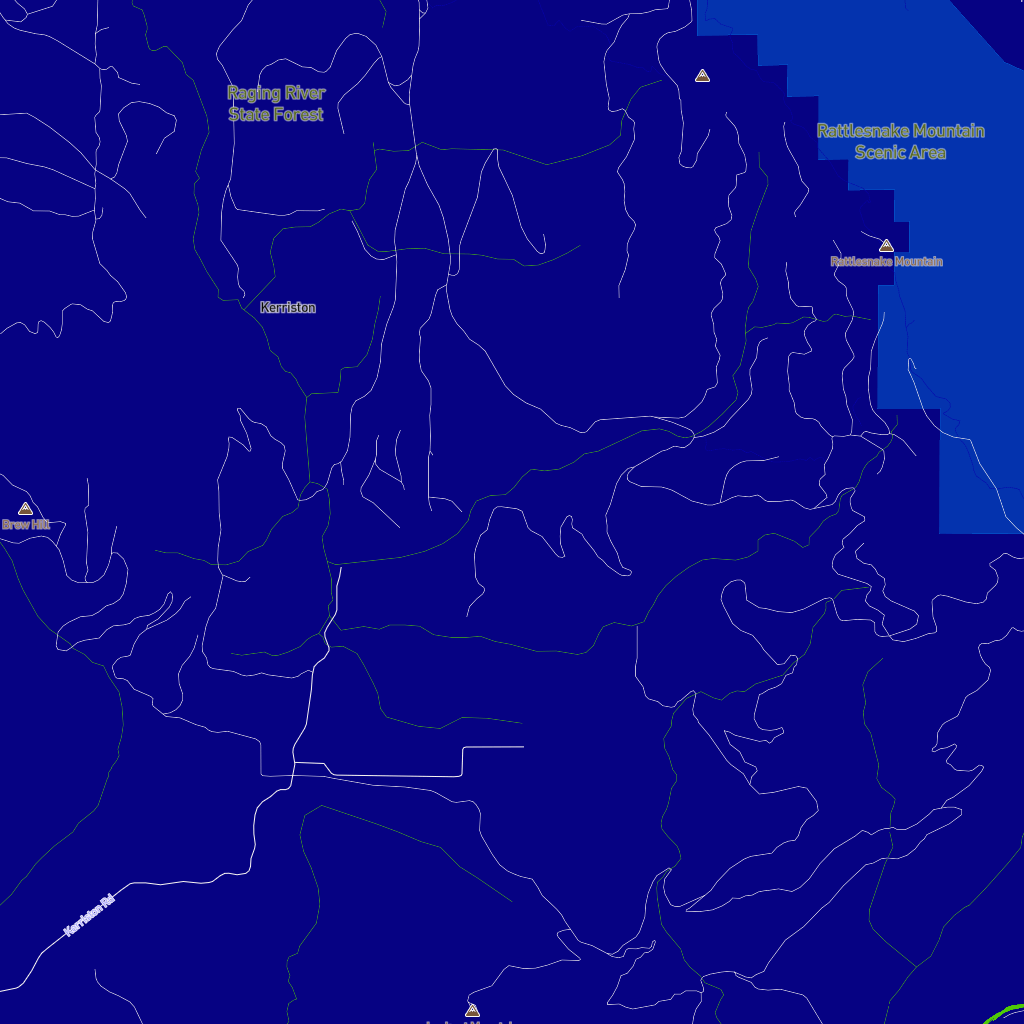 Raging River
State Forest
Rattlesnake Mountain
Scenic Area
Rattlesnake Mountain
Kerriston
Brew Hill
Kerriston Rd